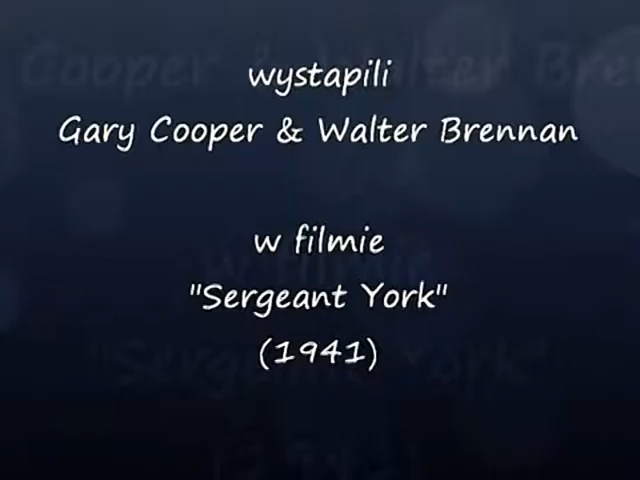 wystapili
Gary Cooper & Walter Brennan
w filmie
"Sergeant York"
(1941)